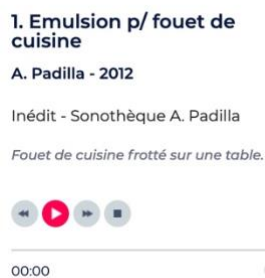 1. Emulsion p/ fouet de
cuisine
A. Padilla - 2012
Inédit - Sonothèque A. Padilla
Fouet de cuisine frotté sur une table.
00:00